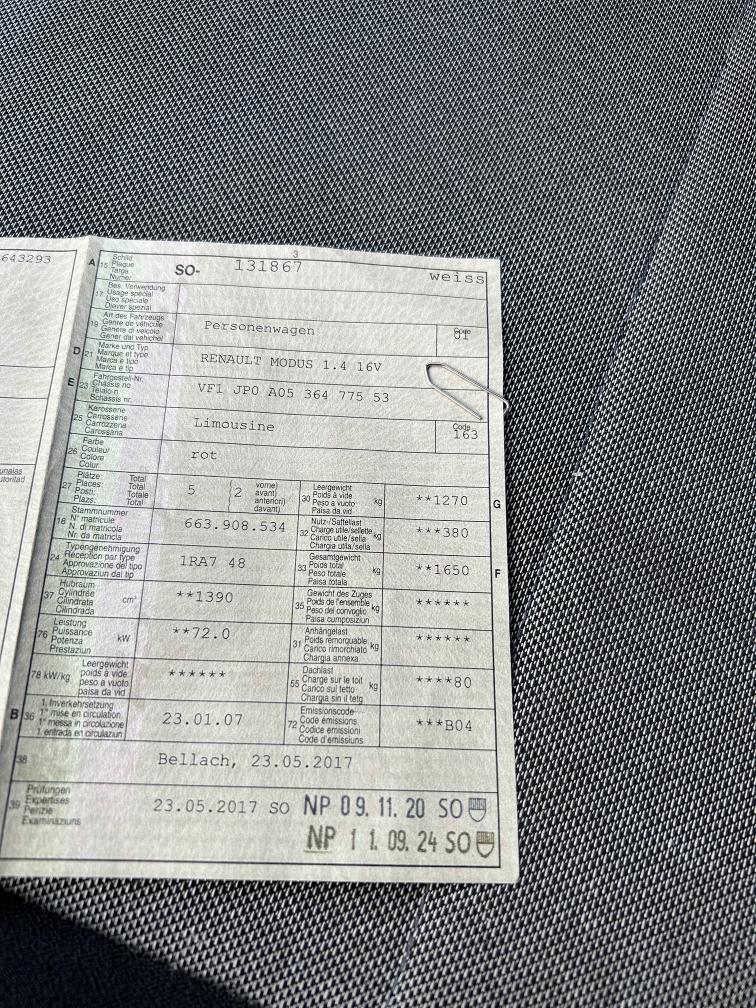 643293
3
A 15 Schild
Plaque
Targa
Numer
SO- 131867 weiss
17 Bes. Verwendung
Usage spécial
Uso speciale
Diever spezial
19 Art des Fahrzeugs
Genre de véhicule
Genere di veicolo
Gener dal vehichel
Personenwagen
Code
01
D 21 Marke und Typ
Marque et type
Marca e tipo
Marca e tip
RENAULT MODUS 1.4 16V
E 23 Fahrgestell-Nr.
Châssis no
Telaio n.
Schassis nr.
VF1 JP0 A05 364 775 53
25 Karosserie
Carrosserie
Carrozzeria
Carossaria
Limousine
Code
163
26 Farbe
Couleur
Colore
Colur
rot
27 Plätze: Total
Places: Total
Posti: Totale
Plazs: Total
5 (2 vorne)
avant)
anteriori)
davant)
30 Leergewicht
Poids à vide
Peso a vuoto
Paisa da vid
kg
**1270
G
18 Stammnummer
N° matricule
N. di matricola
Nr. da matricla
663.908.534
32 Nutz-/Sattellast
Charge utile/sellette
Carico utile/sella
Chargia utila/sella
kg
***380
24 Typengenehmigung
Réception par type
Approvazione del tipo
Approvaziun dal tip
1RA7 48
33 Gesamtgewicht
Poids total
Peso totale
Paisa totala
kg
**1650
F
37 Hubraum
Cylindrée
Cilindrata
Cilindrada
cm³
**1390
35 Gewicht des Zuges
Poids de l'ensemble
Peso del convoglio
Paisa cumposiziun
kg
******
76 Leistung
Puissance
Potenza
Prestaziun
kW
**72.0
31 Anhängelast
Poids remorquable
Carico rimorchiato
Chargia annexa
kg
******
78 kW/kg
Leergewicht
poids à vide
peso a vuoto
paisa da vid
******
55 Dachlast
Charge sur le toit
Carico sul tetto
Chargia sin il tetg
kg
****80
B 36 1. Inverkehrsetzung
1re mise en circulation
1a messa in circolazione
1. entrada en circulaziun
23.01.07
72 Emissionscode
Code émissions
Codice emissioni
Code d'emissiuns
***B04
38
Bellach, 23.05.2017
39 Prüfungen
Expertises
Perizie
Examinaziuns
23.05.2017 SO NP 09.11.20 SO
NP 11.09.24 SO